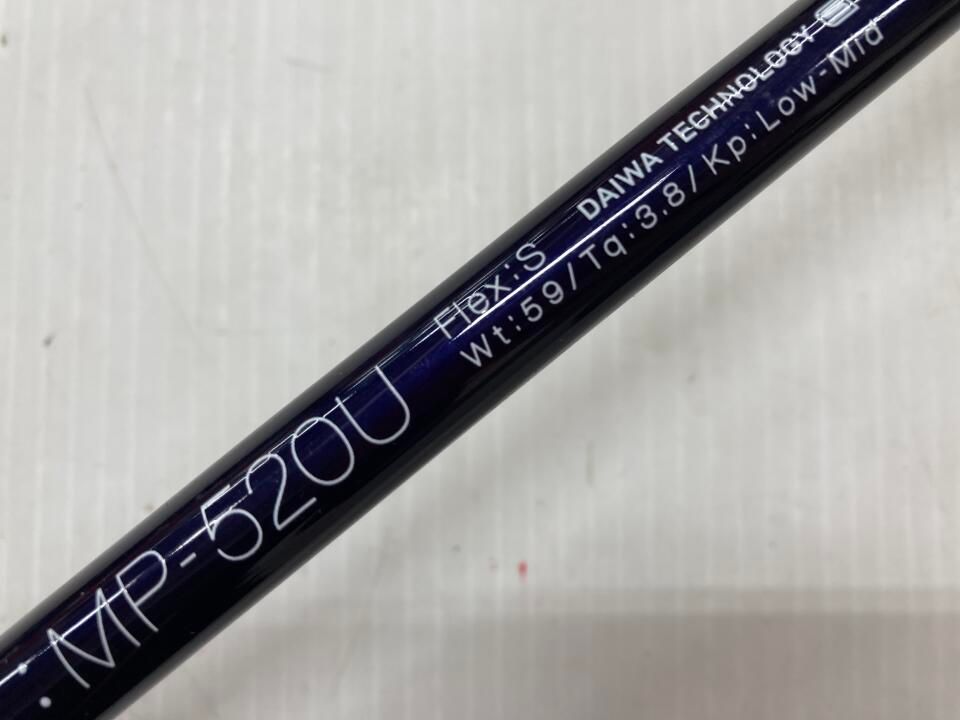 MP-520U
Flex:S DAIWA TECHNOLOGY
Wt:59/Tq:3.8/Kp:Low-Mid